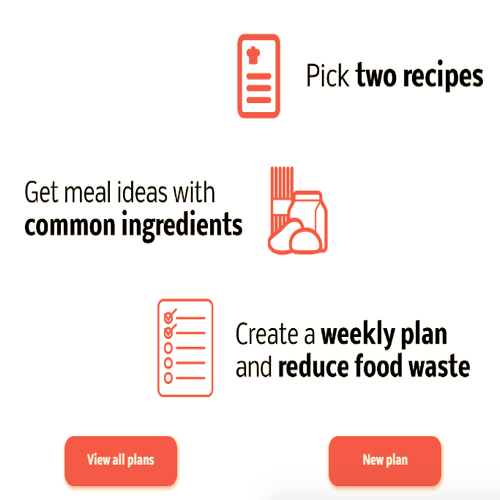 Pick two recipes
Get meal ideas with
common ingredients
Create a weekly plan
and reduce food waste
View all plans
New plan